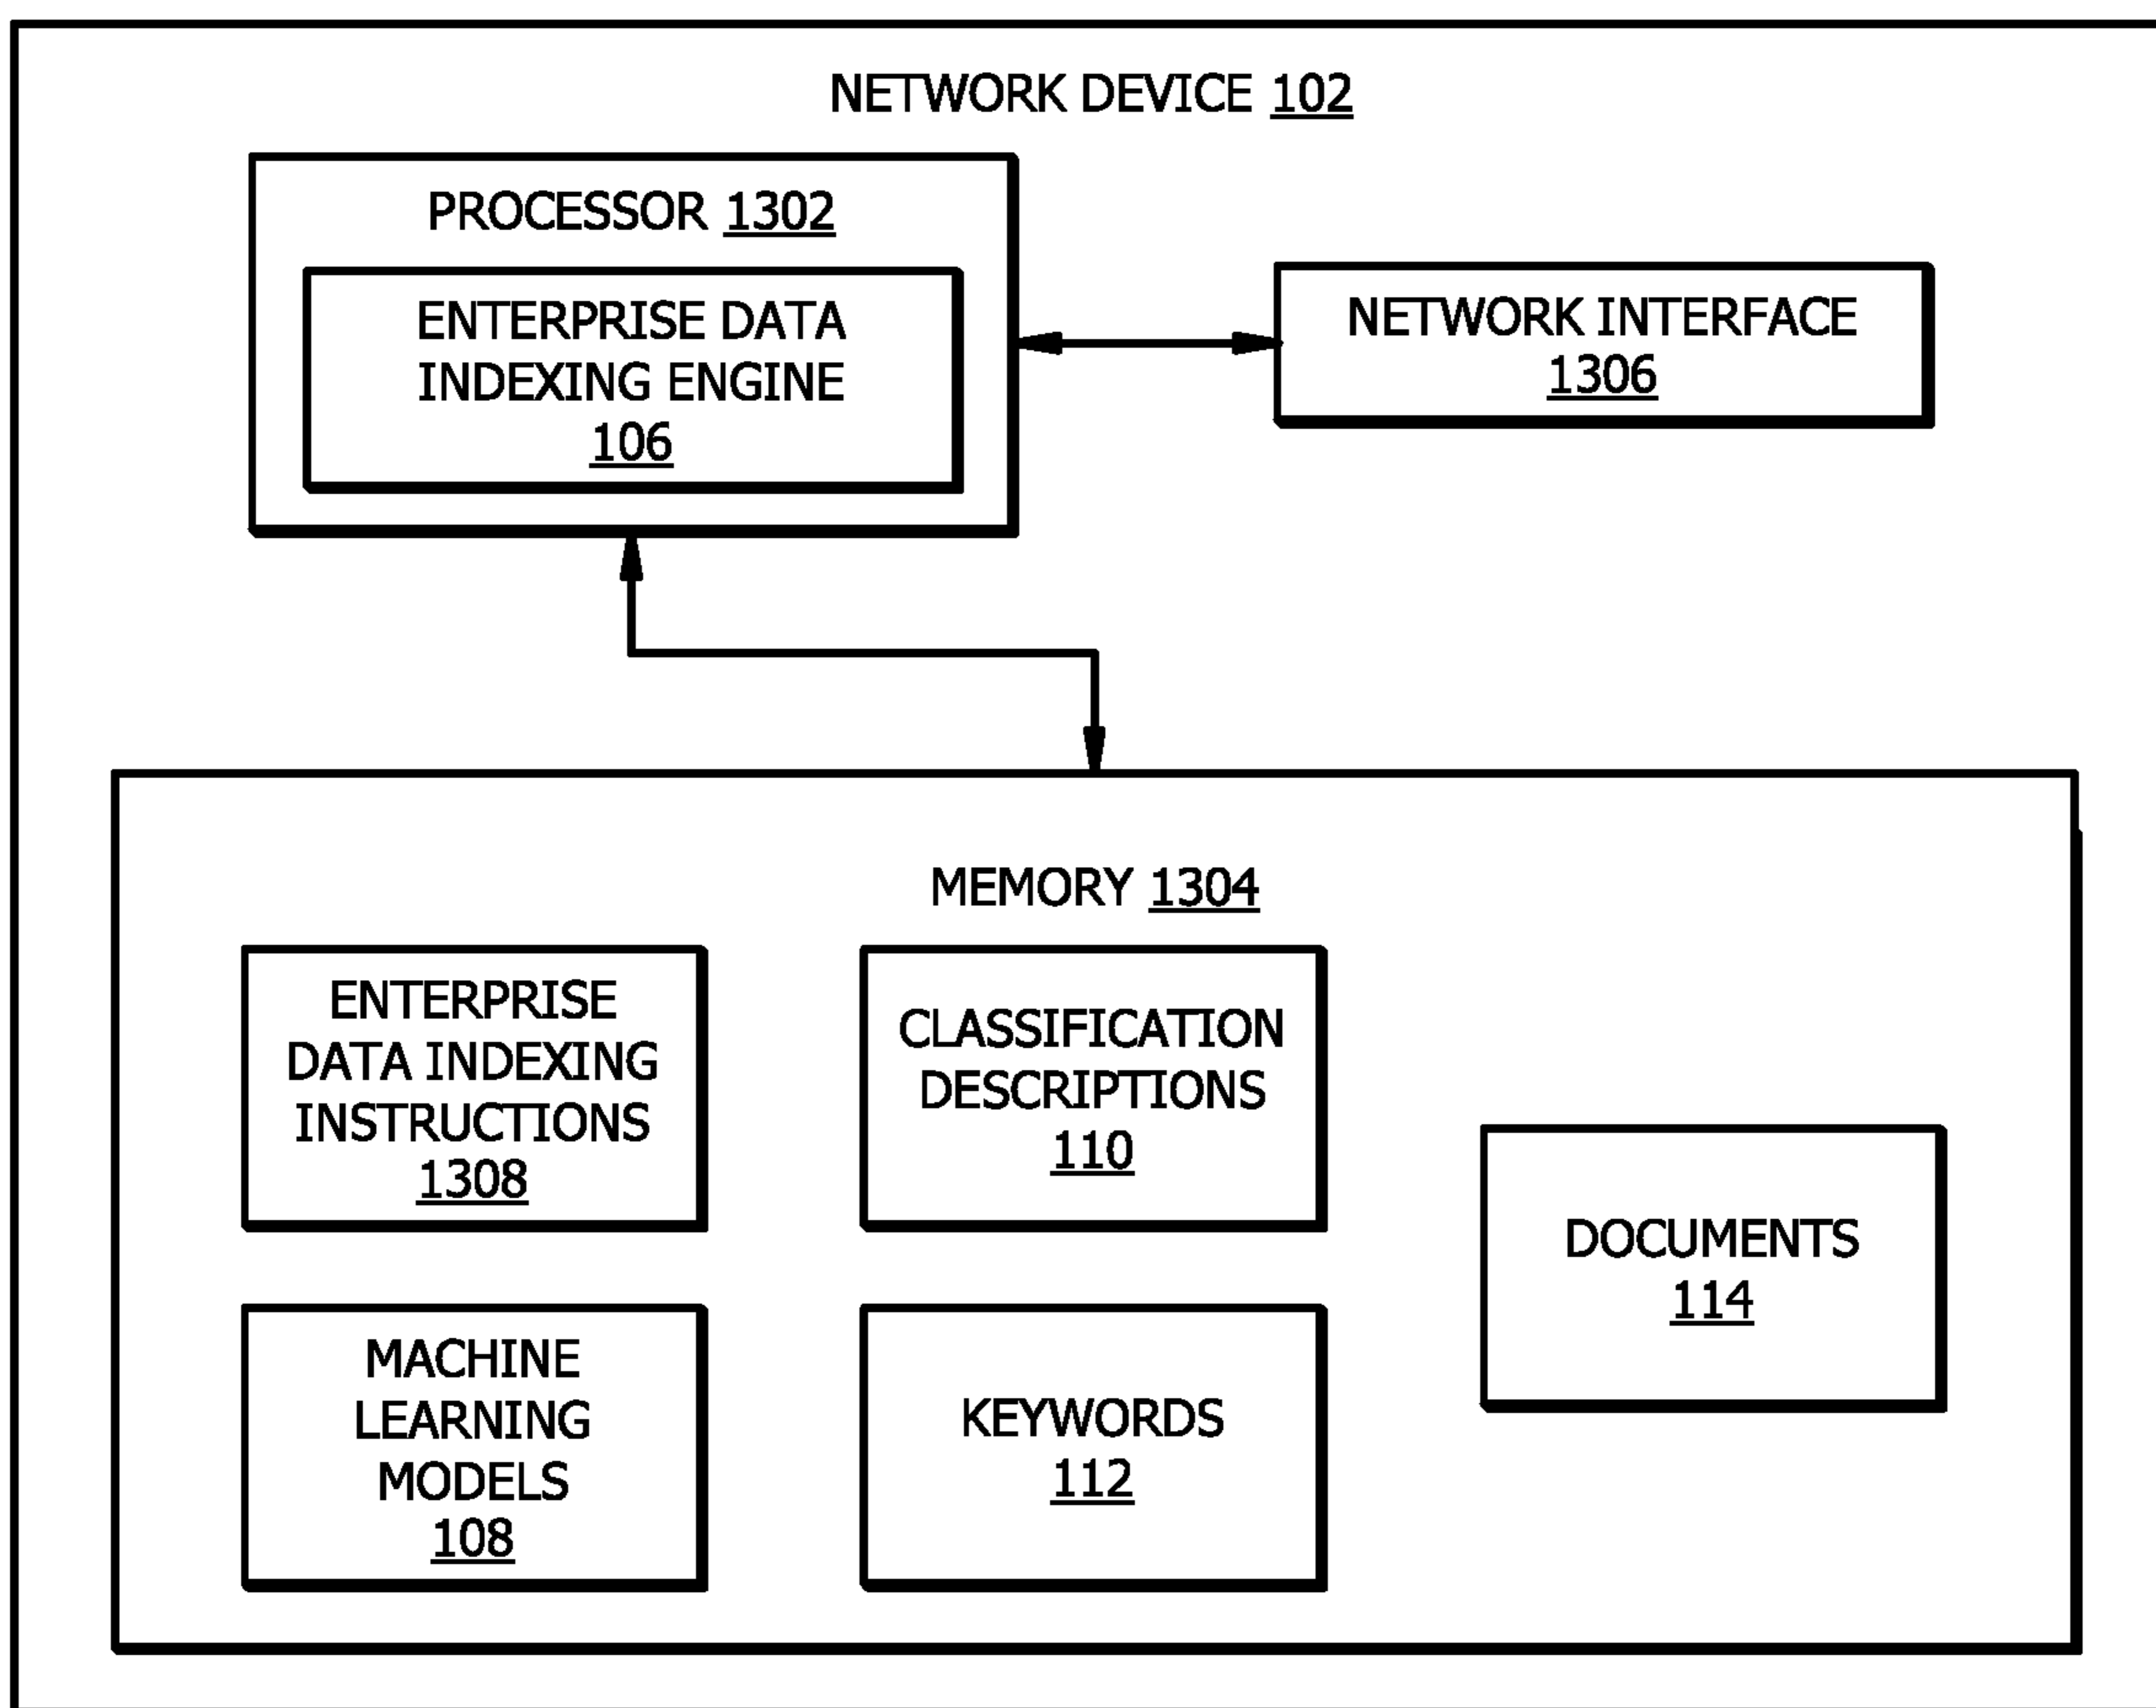 NETWORK DEVICE 102
PROCESSOR 1302
ENTERPRISE DATA
INDEXING ENGINE
106
NETWORK INTERFACE
1306
MEMORY 1304
ENTERPRISE
DATA INDEXING
INSTRUCTIONS
1308
CLASSIFICATION
DESCRIPTIONS
110
DOCUMENTS
114
MACHINE
LEARNING
MODELS
108
KEYWORDS
112